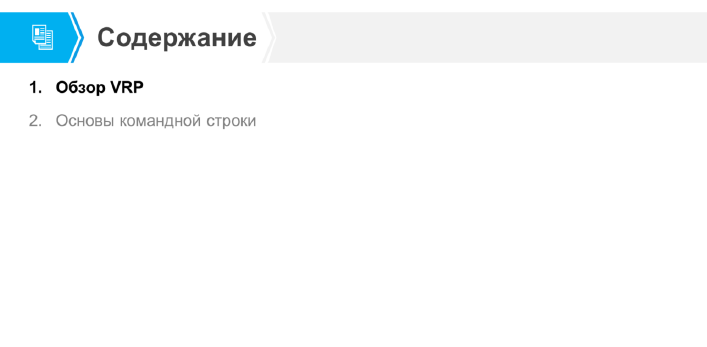 Содержание
1. Обзор VRP
2. Основы командной строки